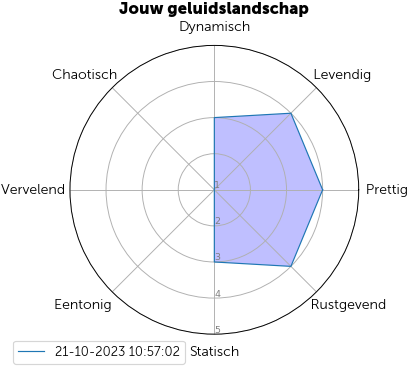 Jouw geluidslandschap
Dynamisch
Chaotisch
Levendig
Vervelend
1
Prettig
2
3
4
Eentonig
Rustgevend
5
21-10-2023 10:57:02
Statisch